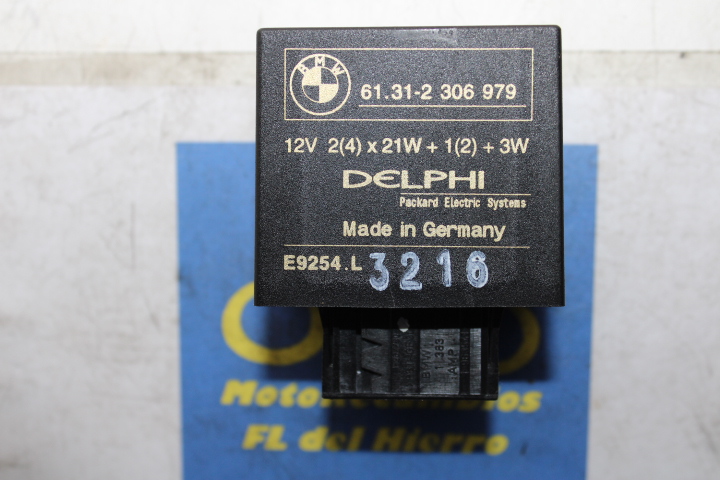 BMW
61.31-2 306 979
12V 2(4) x 21W + 1(2) + 3W
DELPHI
Packard Electric Systems
Made in Germany
E9254.L 3216
FL del Hierro